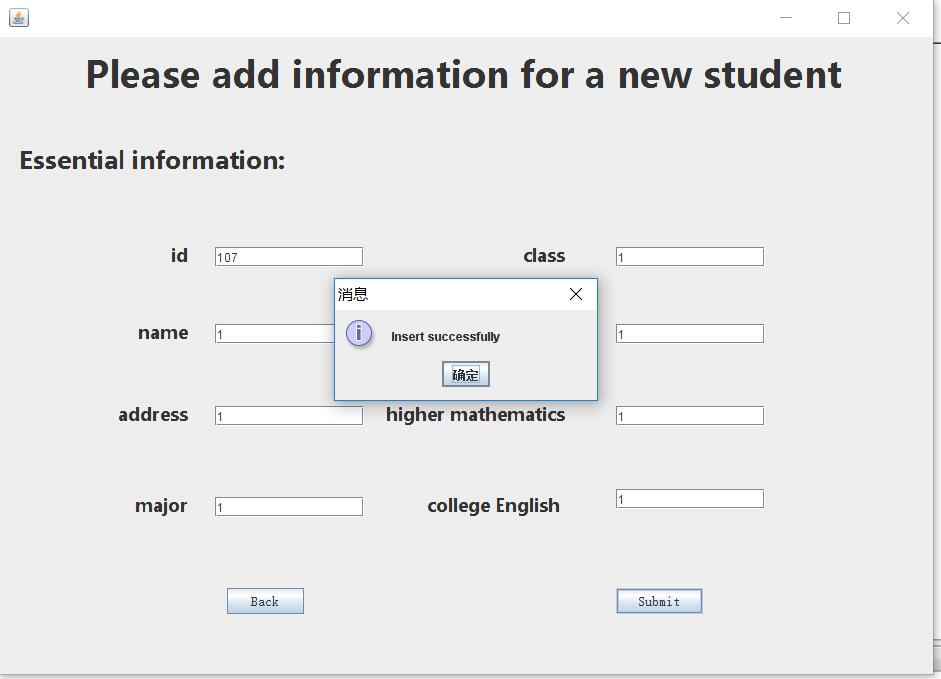 Please add information for a new student
Essential information:
id 107 class 1
消息
name 1 1
Insert successfully
确定
address 1 higher mathematics 1
major 1 college English 1
Back Submit